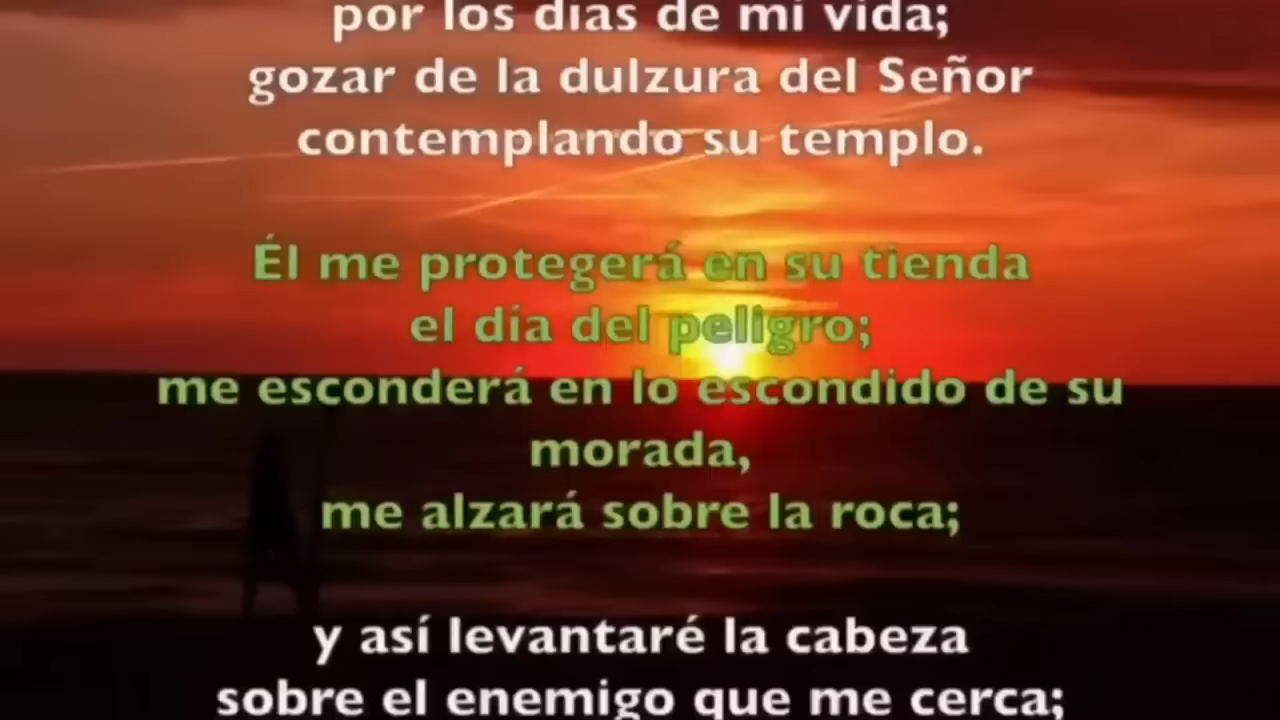 por los días de mi vida;
gozar de la dulzura del Señor
contemplando su templo.
Él me protegerá en su tienda
el día del peligro;
me esconderá en lo escondido de su
morada,
me alzará sobre la roca;
y así levantaré la cabeza
sobre el enemigo que me cerca;